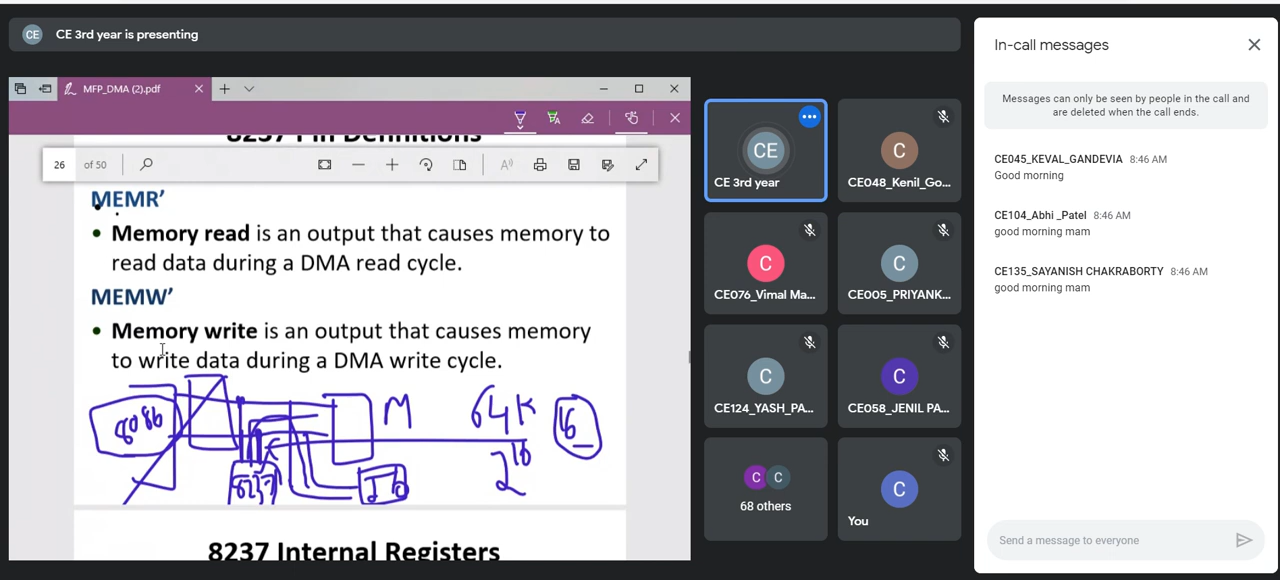 CE CE 3rd year is presenting
MFP_DMA (2).pdf
8237 Pin Definitions
26 of 50
MEMR’
• Memory read is an output that causes memory to
read data during a DMA read cycle.
MEMW’
• Memory write is an output that causes memory
to write data during a DMA write cycle.
8086 M 64K 16
8237 I O 2^16
8237 Internal Registers
CE
CE 3rd year
C
CE048_Kenil_Go...
C
CE076_Vimal Ma...
C
CE005_PRIYANK...
C
CE124_YASH_PA...
C
CE058_JENIL PA...
C C
68 others
C
You
In-call messages
Messages can only be seen by people in the call and
are deleted when the call ends.
CE045_KEVAL_GANDEVIA 8:46 AM
Good morning
CE104_Abhi _Patel 8:46 AM
good morning mam
CE135_SAYANISH CHAKRABORTY 8:46 AM
good morning mam
Send a message to everyone